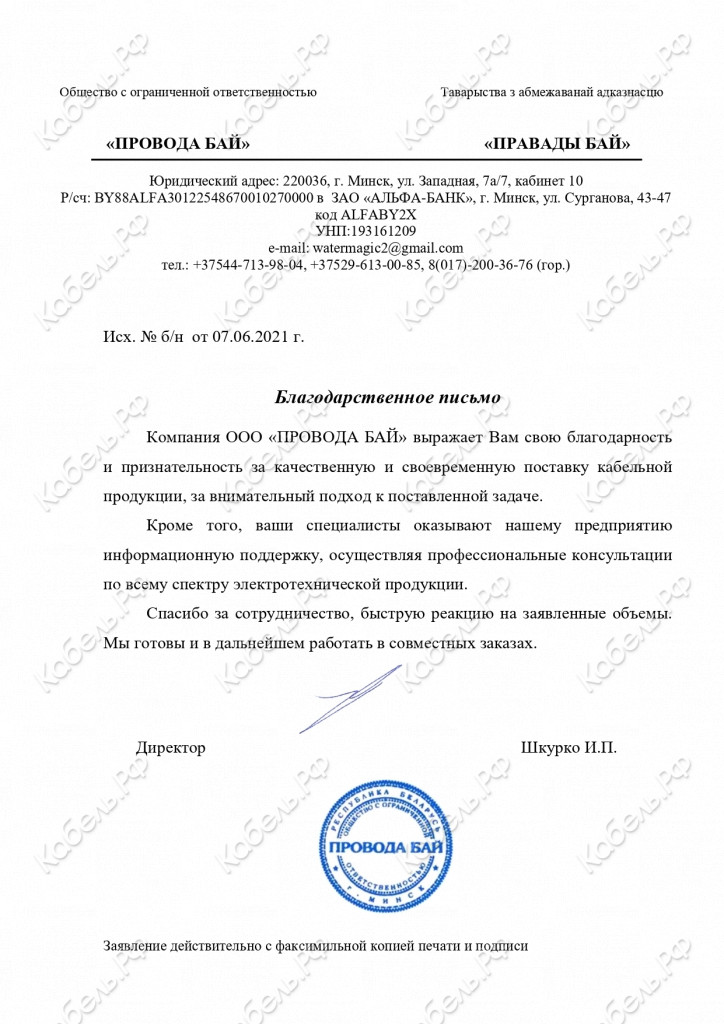 Общество с ограниченной ответственностью Таварыства з абмежаванай адказнасцю
«ПРОВОДА БАЙ» «ПРАВАДЫ БАЙ»
Юридический адрес: 220036, г. Минск, ул. Западная, 7а/7, кабинет 10
Р/сч: BY88ALFA30122548670010270000 в ЗАО «АЛЬФА-БАНК», г. Минск, ул. Сурганова, 43-47
код ALFABY2X
УНП:193161209
e-mail: watermagic2@gmail.com
тел.: +37544-713-98-04, +37529-613-00-85, 8(017)-200-36-76 (гор.)
Исх. № б/н от 07.06.2021 г.
Благодарственное письмо
Компания ООО «ПРОВОДА БАЙ» выражает Вам свою благодарность
и признательность за качественную и своевременную поставку кабельной
продукции, за внимательный подход к поставленной задаче.
Кроме того, ваши специалисты оказывают нашему предприятию
информационную поддержку, осуществляя профессиональные консультации
по всему спектру электротехнической продукции.
Спасибо за сотрудничество, быструю реакцию на заявленные объемы.
Мы готовы и в дальнейшем работать в совместных заказах.
Директор Шкурко И.П.
РЕСПУБЛИКА БЕЛАРУСЬ
ОБЩЕСТВО С ОГРАНИЧЕННОЙ
ПРОВОДА БАЙ
ОТВЕТСТВЕННОСТЬЮ
г. МИНСК
Заявление действительно с факсимильной копией печати и подписи
Кабель.РФ